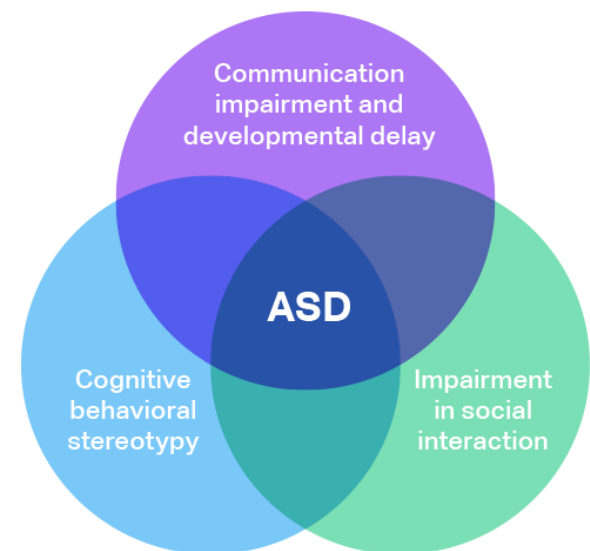 Communication
impairment and
developmental delay
ASD
Cognitive
behavioral
stereotypy
Impairment
in social
interaction